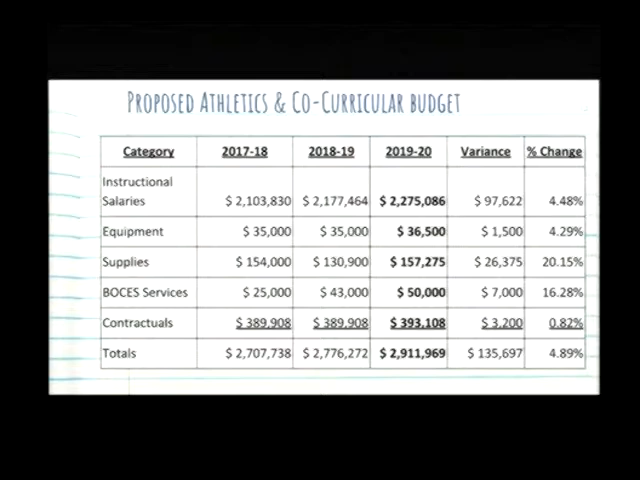 PROPOSED ATHLETICS & CO-CURRICULAR BUDGET
Category 2017-18 2018-19 2019-20 Variance % Change
Instructional
Salaries $ 2,103,830 $ 2,177,464 $ 2,275,086 $ 97,622 4.48%
Equipment $ 35,000 $ 35,000 $ 36,500 $ 1,500 4.29%
Supplies $ 154,000 $ 130,900 $ 157,275 $ 26,375 20.15%
BOCES Services $ 25,000 $ 43,000 $ 50,000 $ 7,000 16.28%
Contractuals $ 389,908 $ 389,908 $ 393,108 $ 3,200 0.82%
Totals $ 2,707,738 $ 2,776,272 $ 2,911,969 $ 135,697 4.89%